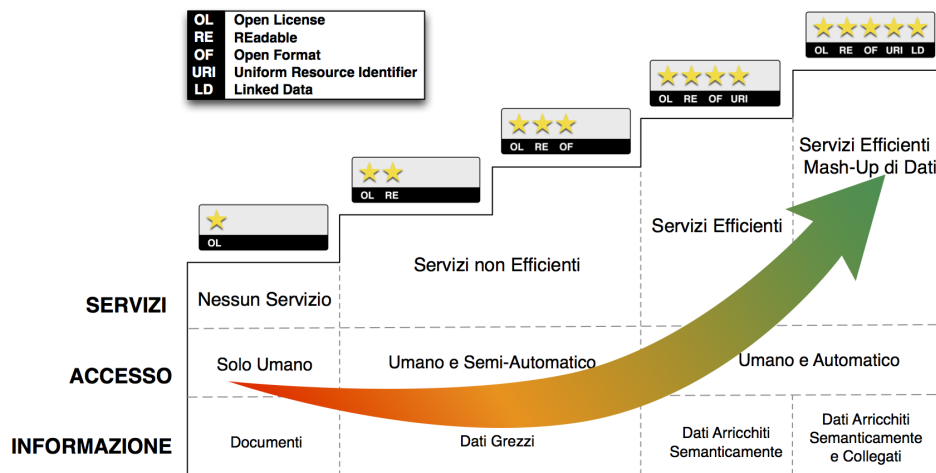 OL Open License
RE REadable
OF Open Format
URI Uniform Resource Identifier
LD Linked Data
OL RE OF URI LD
OL RE OF URI
OL RE OF
OL RE
OL
Servizi Efficienti
Mash-Up di Dati
Servizi Efficienti
Servizi non Efficienti
SERVIZI
Nessun Servizio
ACCESSO
Solo Umano
Umano e Semi-Automatico
Umano e Automatico
INFORMAZIONE
Documenti
Dati Grezzi
Dati Arricchiti
Semanticamente
Dati Arricchiti
Semanticamente
e Collegati